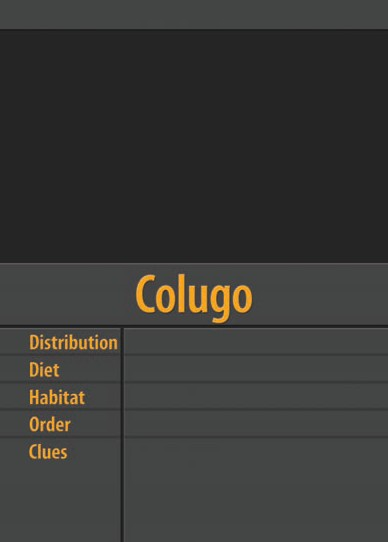 Colugo
Distribution
Diet
Habitat
Order
Clues